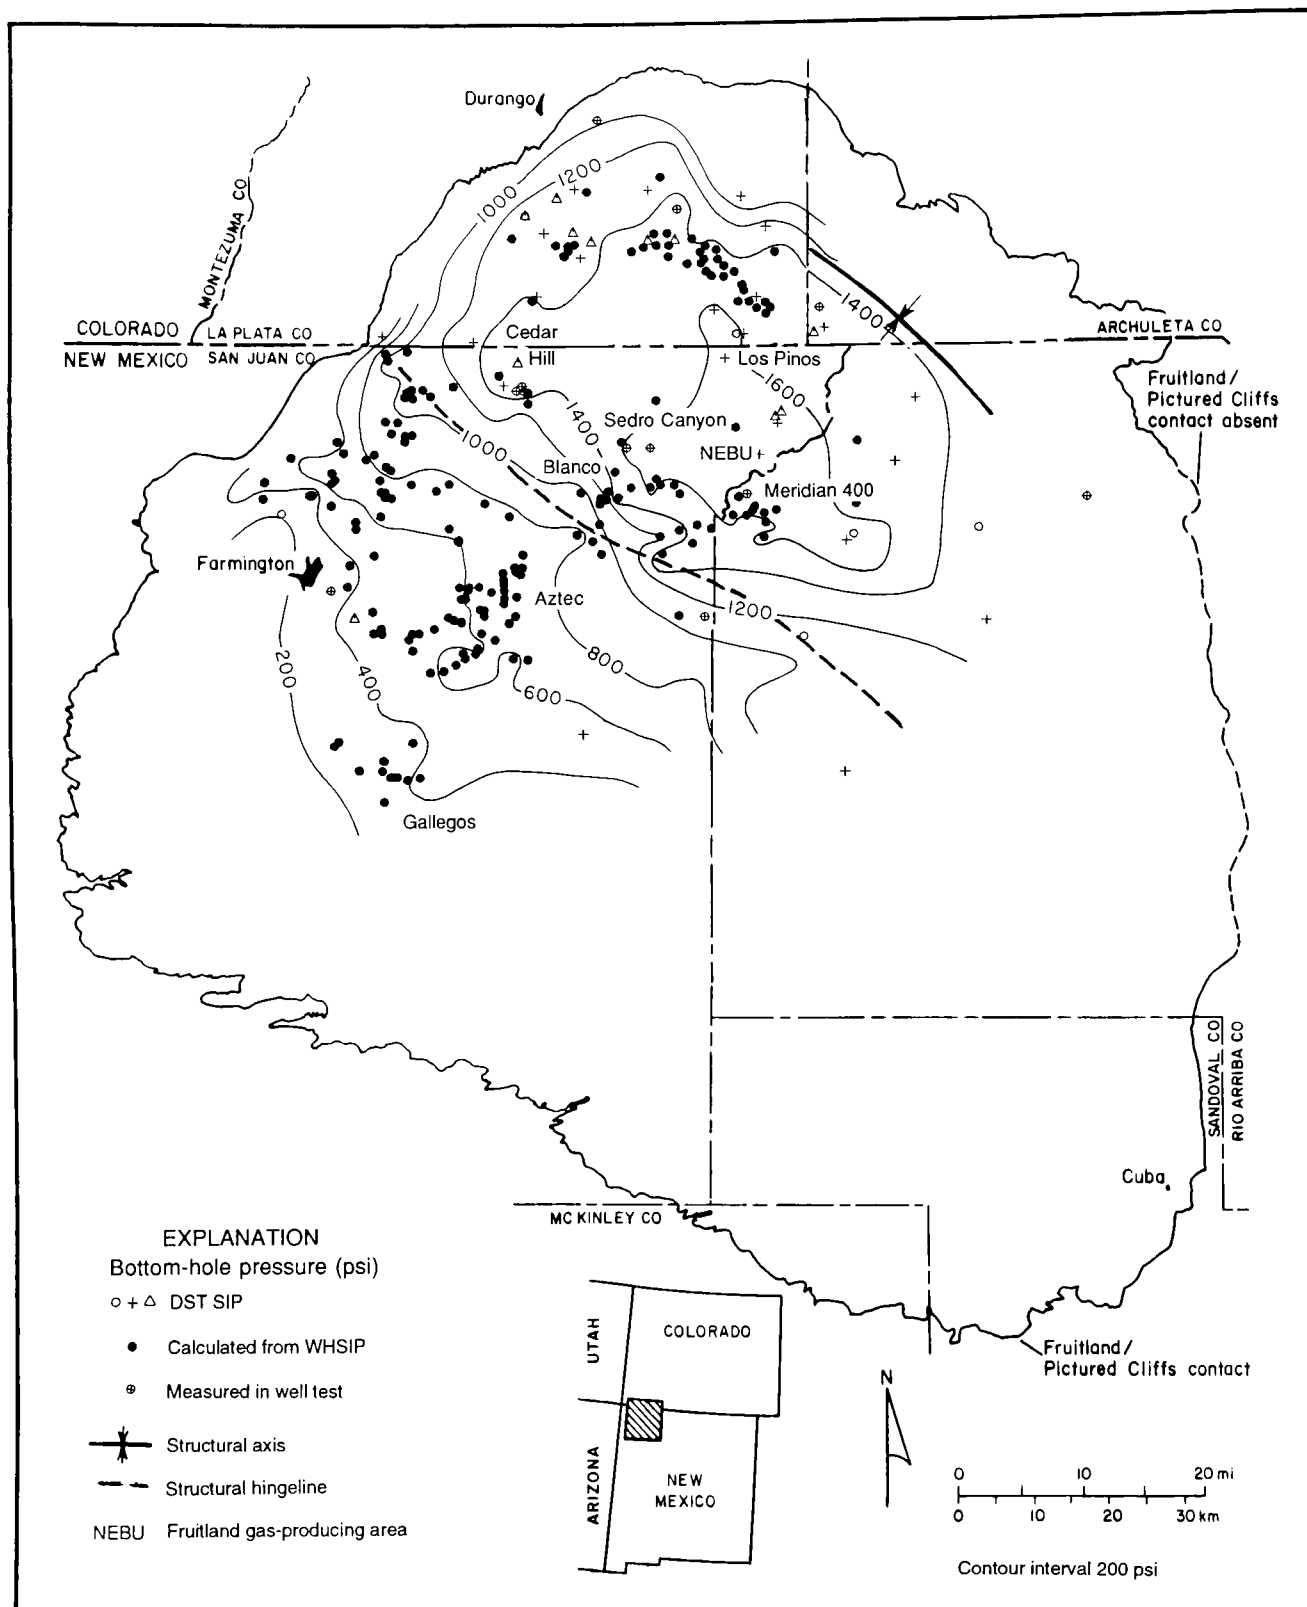 Durango
1000
1200
MONTEZUMA CO
1400
COLORADO
LA PLATA CO
NEW MEXICO
SAN JUAN CO
ARCHULETA CO
Cedar
Hill
Los Pinos
1600
Fruitland/
Pictured Cliffs
contact absent
Sedro Canyon
1400
1000
NEBU
Blanco
Meridian 400
Farmington
Aztec
1200
200
400
800
600
Gallegos
SANDOVAL CO
RIO ARRIBA CO
Cuba
MC KINLEY CO
EXPLANATION
Bottom-hole pressure (psi)
DST SIP
Calculated from WHSIP
Measured in well test
Structural axis
Structural hingeline
NEBU Fruitland gas-producing area
UTAH
COLORADO
ARIZONA
NEW
MEXICO
Fruitland/
Pictured Cliffs contact
N
0 10 20 mi
0 10 20 30 km
Contour interval 200 psi